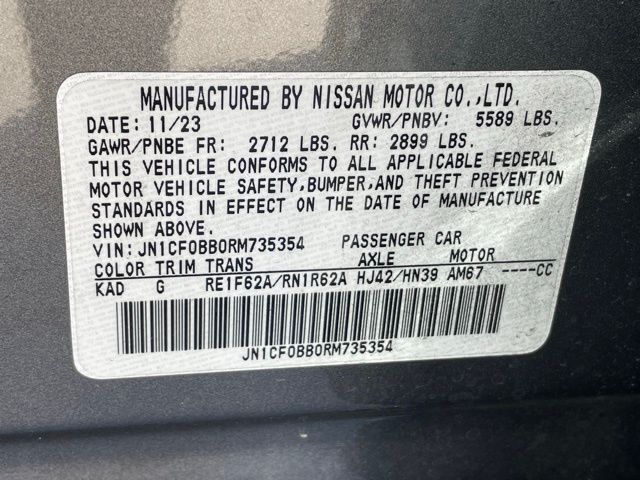 MANUFACTURED BY NISSAN MOTOR CO.,LTD.
DATE: 11/23 GVWR/PNBV: 5589 LBS.
GAWR/PNBE FR: 2712 LBS. RR: 2899 LBS.
THIS VEHICLE CONFORMS TO ALL APPLICABLE FEDERAL
MOTOR VEHICLE SAFETY,BUMPER,AND THEFT PREVENTION
STANDARDS IN EFFECT ON THE DATE OF MANUFACTURE
SHOWN ABOVE.
VIN:JN1CF0BB0RM735354 PASSENGER CAR
COLOR TRIM TRANS AXLE MOTOR
KAD G RE1F62A/RN1R62A HJ42/HN39 AM67 ----CC
JN1CF0BB0RM735354